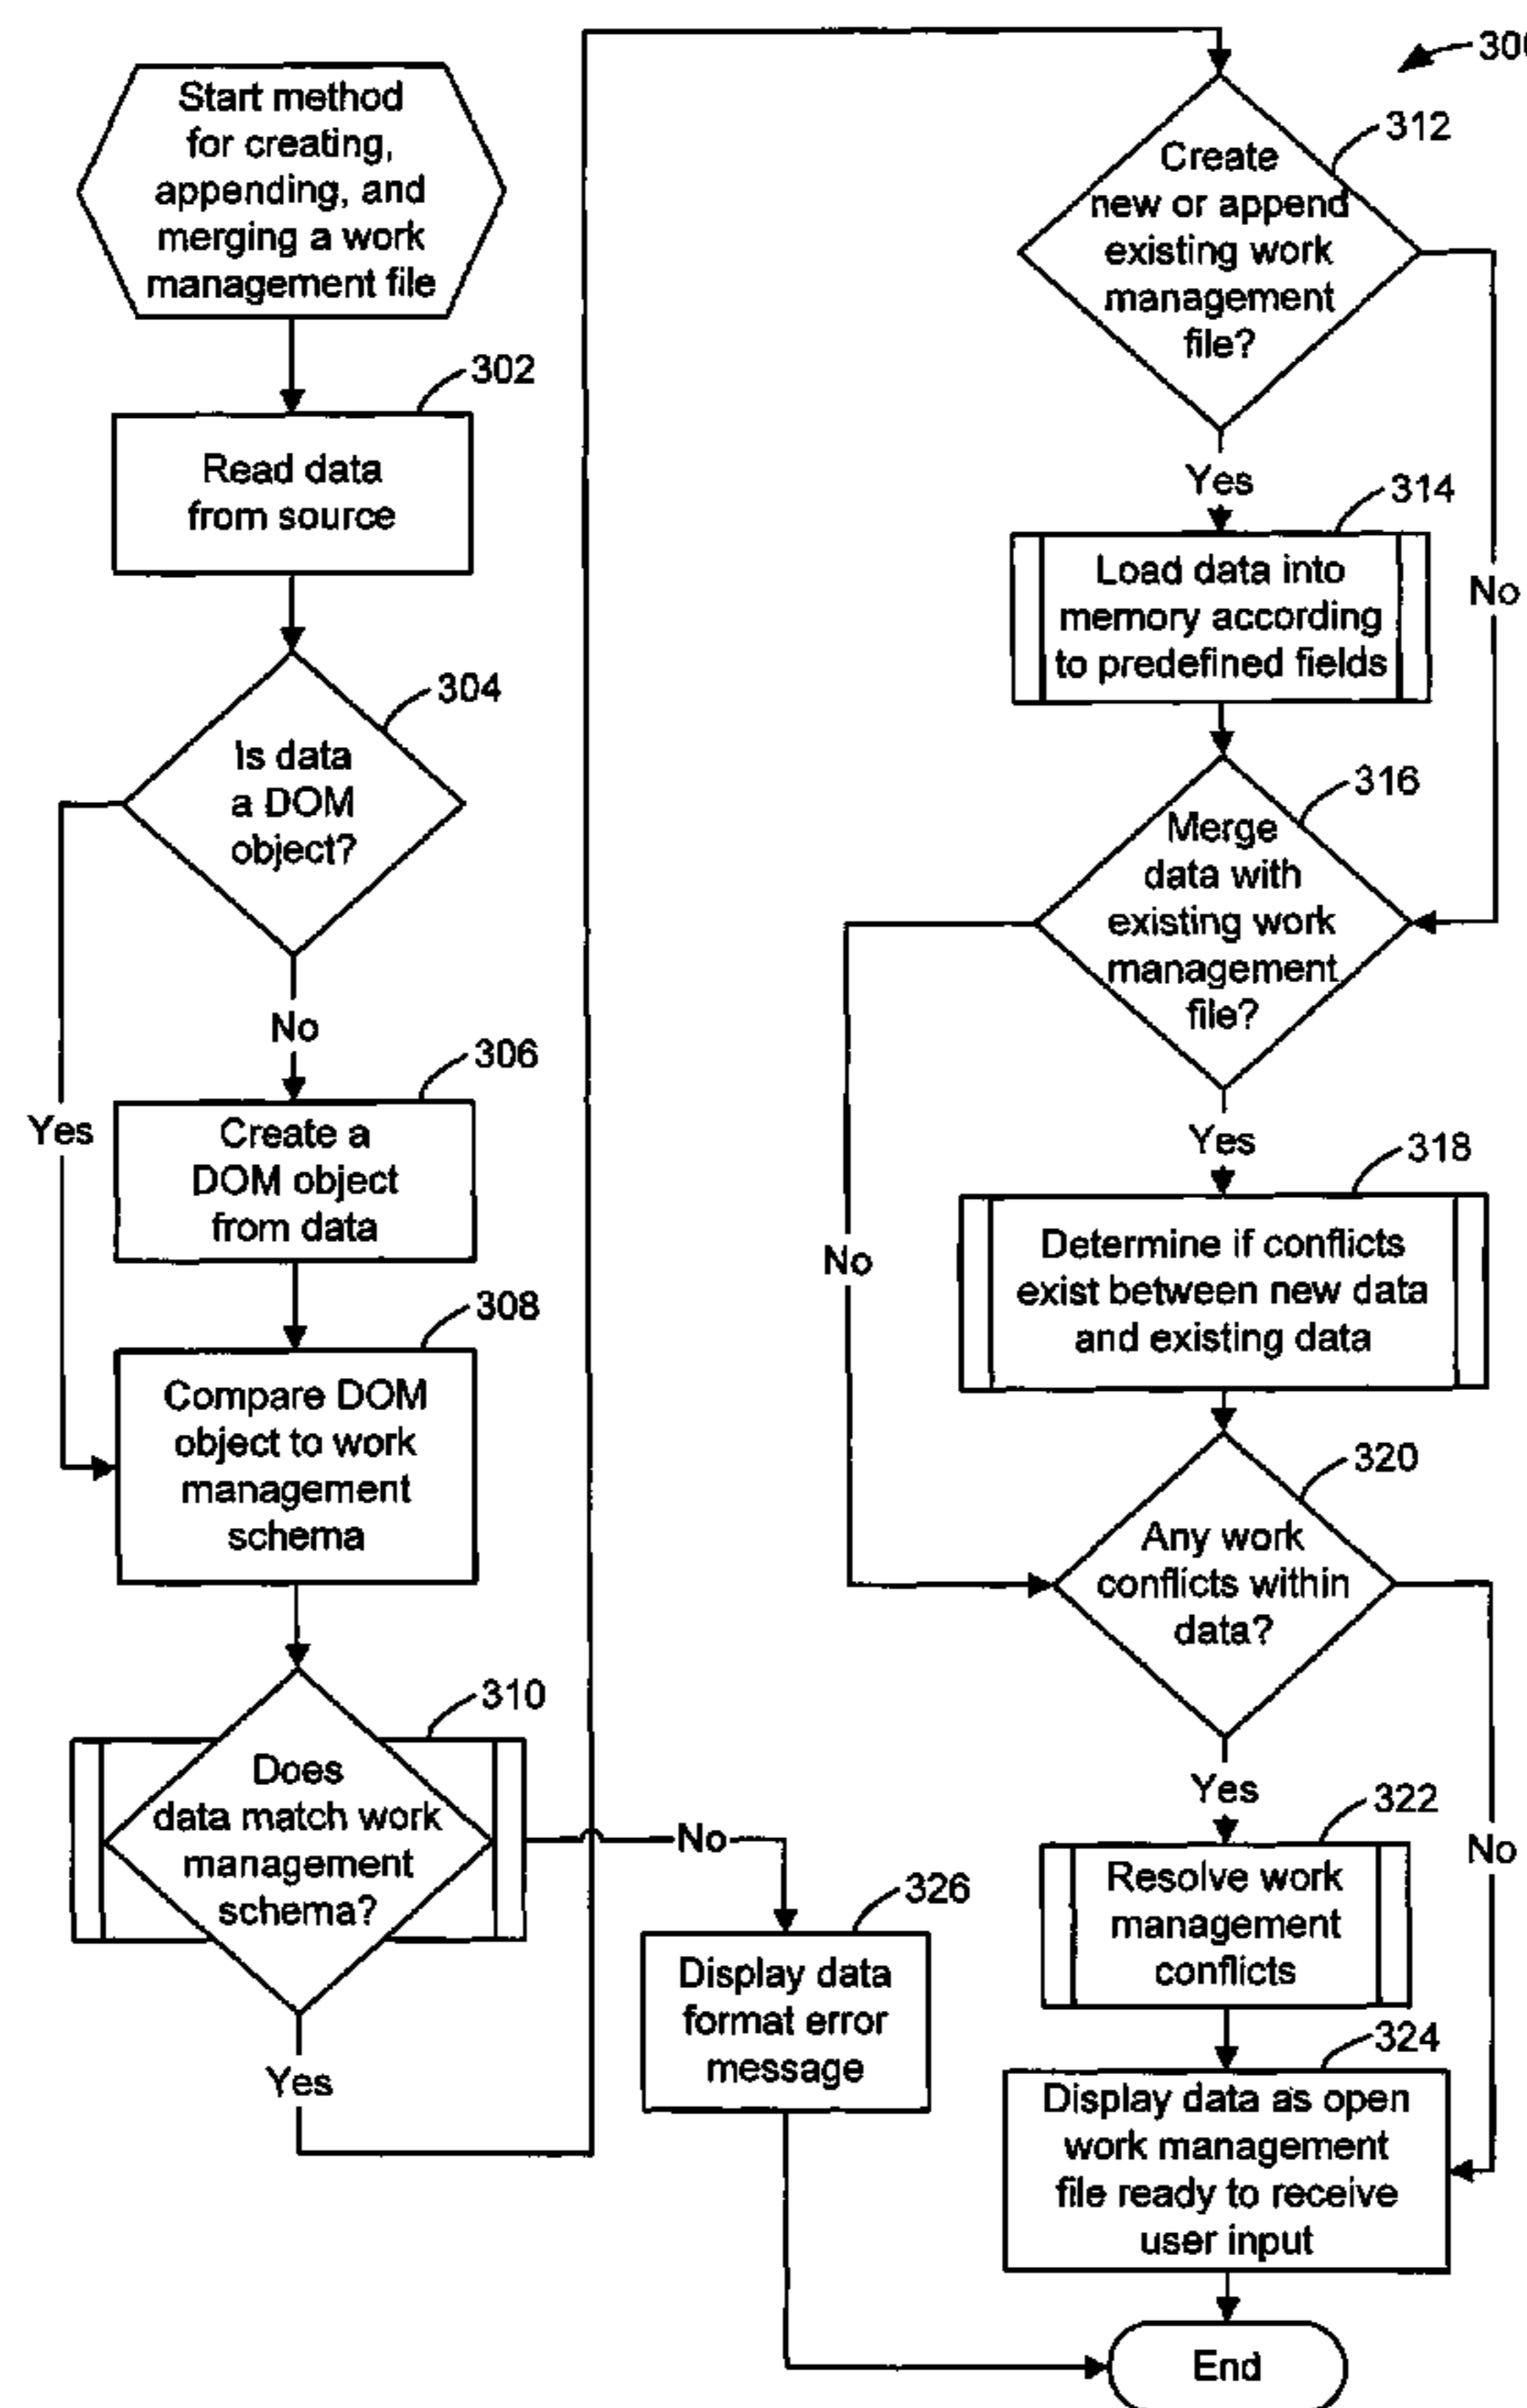 Start method
for creating,
appending, and
merging a work
management file
302
Read data
from source
304
Is data
a DOM
object?
Yes
No
306
Create a
DOM object
from data
308
Compare DOM
object to work
management
schema
310
Does
data match work
management
schema?
Yes
No
326
Display data
format error
message
300
312
Create
new or append
existing work
management
file?
Yes
No
314
Load data into
memory according
to predefined fields
316
Merge
data with
existing work
management
file?
Yes
No
318
Determine if conflicts
exist between new data
and existing data
320
Any work
conflicts within
data?
Yes
No
322
Resolve work
management
conflicts
324
Display data as open
work management
file ready to receive
user input
End